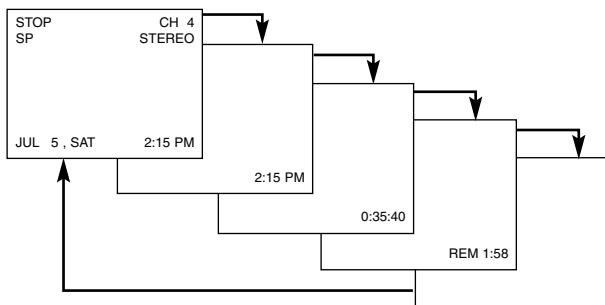 STOP CH 4
SP STEREO
JUL 5 , SAT 2:15 PM
2:15 PM
0:35:40
REM 1:58